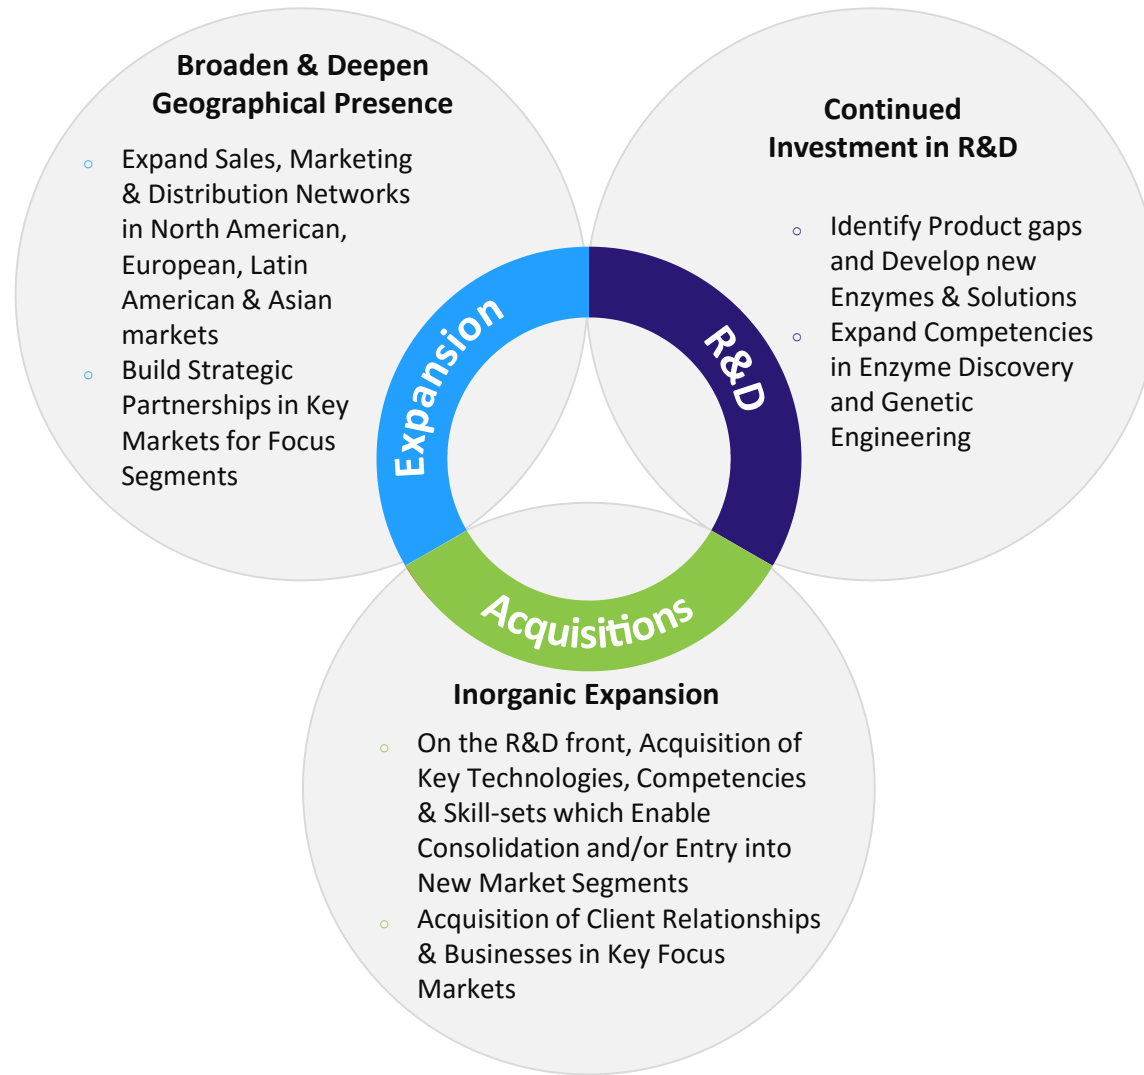 Broaden & Deepen
Geographical Presence
○ Expand Sales, Marketing
& Distribution Networks
in North American,
European, Latin
American & Asian
markets
○ Build Strategic
Partnerships in Key
Markets for Focus
Segments
Continued
Investment in R&D
○ Identify Product gaps
and Develop new
Enzymes & Solutions
○ Expand Competencies
in Enzyme Discovery
and Genetic
Engineering
Expansion
R&D
Acquisitions
Inorganic Expansion
○ On the R&D front, Acquisition of
Key Technologies, Competencies
& Skill-sets which Enable
Consolidation and/or Entry into
New Market Segments
○ Acquisition of Client Relationships
& Businesses in Key Focus
Markets